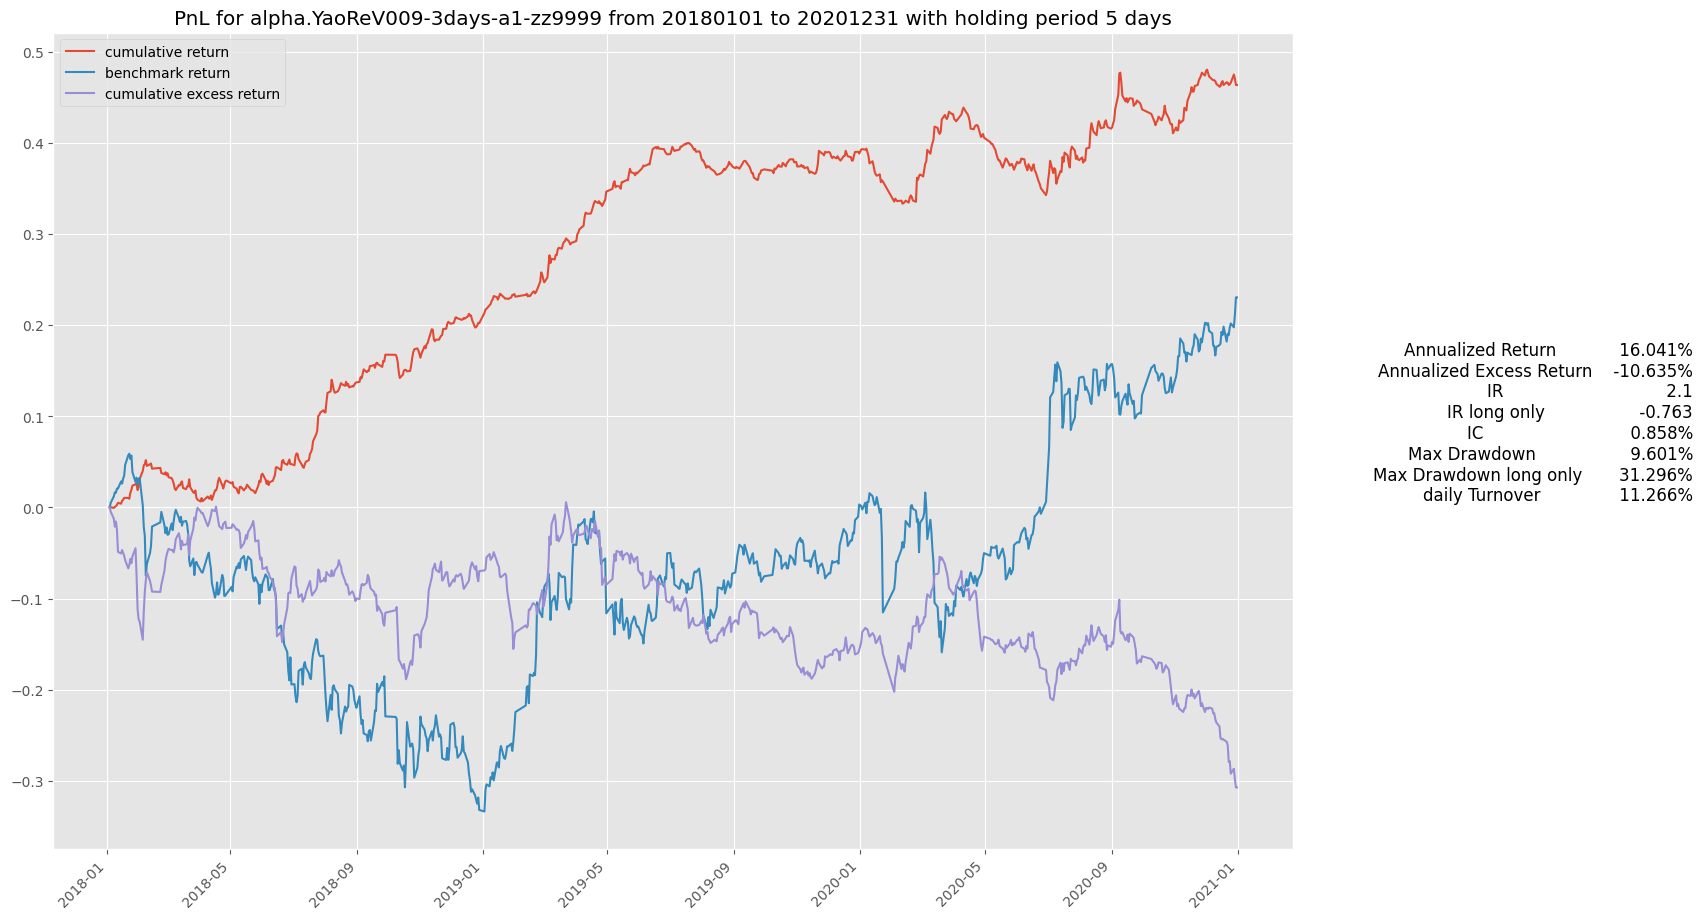 PnL for alpha.YaoReV009-3days-a1-zz9999 from 20180101 to 20201231 with holding period 5 days
cumulative return
benchmark return
cumulative excess return
0.5
0.4
0.3
0.2
0.1
0.0
−0.1
−0.2
−0.3
2018-01
2018-05
2018-09
2019-01
2019-05
2019-09
2020-01
2020-05
2020-09
2021-01
Annualized Return 16.041%
Annualized Excess Return -10.635%
IR 2.1
IR long only -0.763
IC 0.858%
Max Drawdown 9.601%
Max Drawdown long only 31.296%
daily Turnover 11.266%